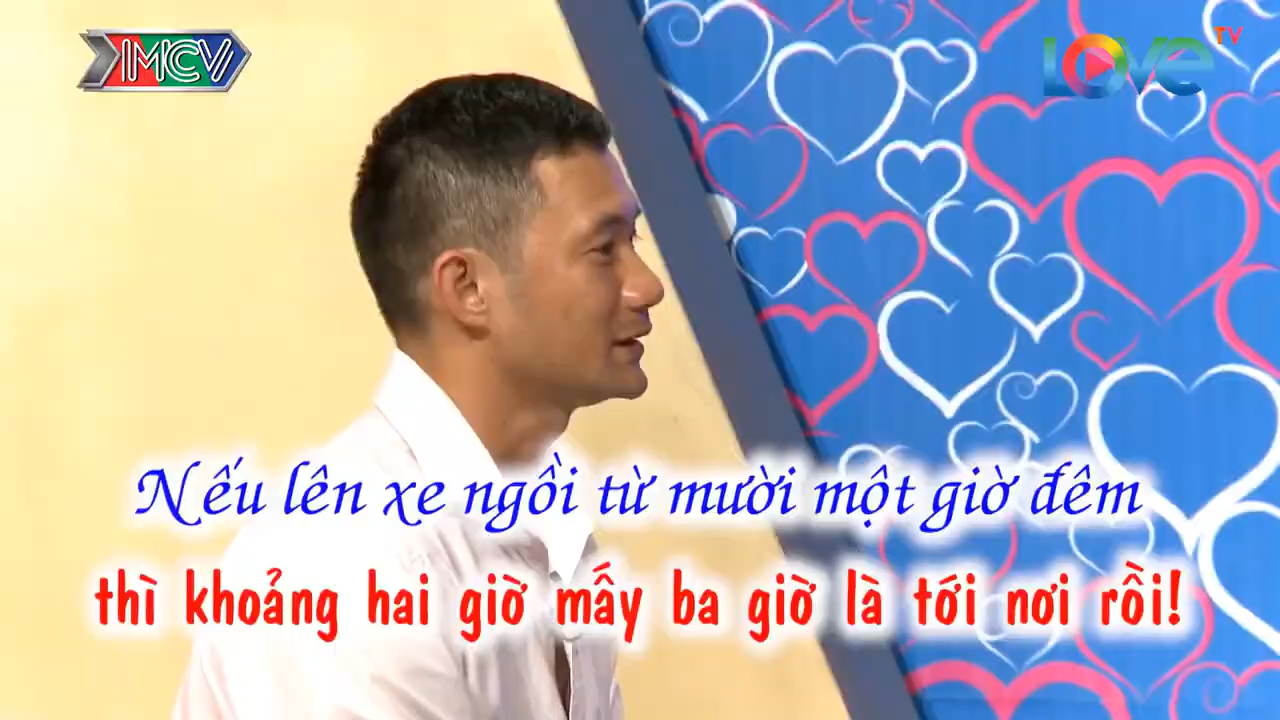 MCV
LOVE TV
Nếu lên xe ngồi từ mười một giờ đêm
thì khoảng hai giờ mấy ba giờ là tới nơi rồi!